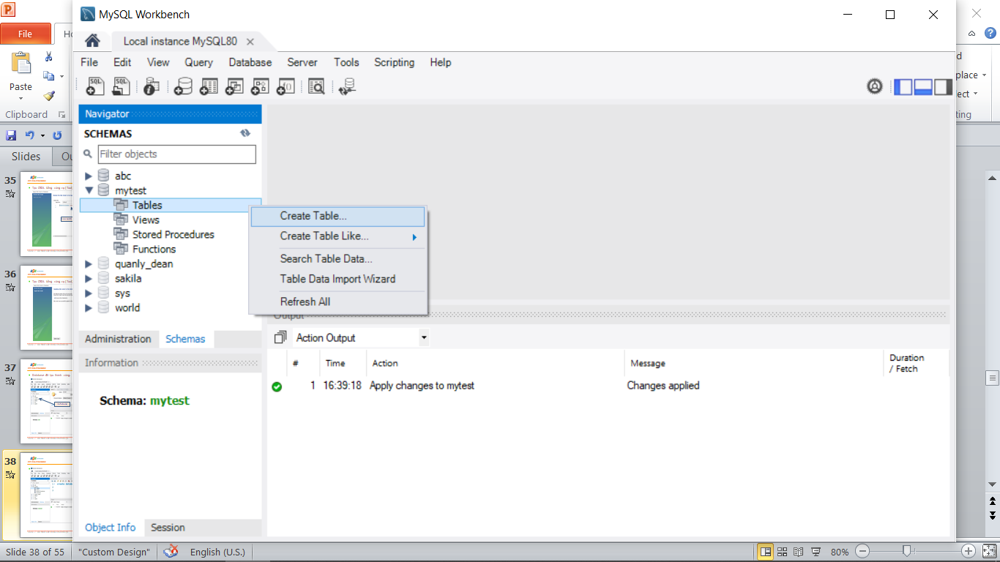 MySQL Workbench
File
Ho
Local instance MySQL80
File Edit View Query Database Server Tools Scripting Help
Paste
Clipboard
place
lect
ting
Navigator
SCHEMAS
Filter objects
Slides
Ou
abc
mytest
Tables
Views
Stored Procedures
Functions
quanly_dean
sakila
sys
world
Create Table...
Create Table Like...
Search Table Data...
Table Data Import Wizard
Refresh All
Output
Administration Schemas
Action Output
Information
# Time Action Message Duration / Fetch
1 16:39:18 Apply changes to mytest Changes applied
Schema: mytest
35
36
37
38
Object Info Session
Slide 38 of 55 "Custom Design" English (U.S.) 80%